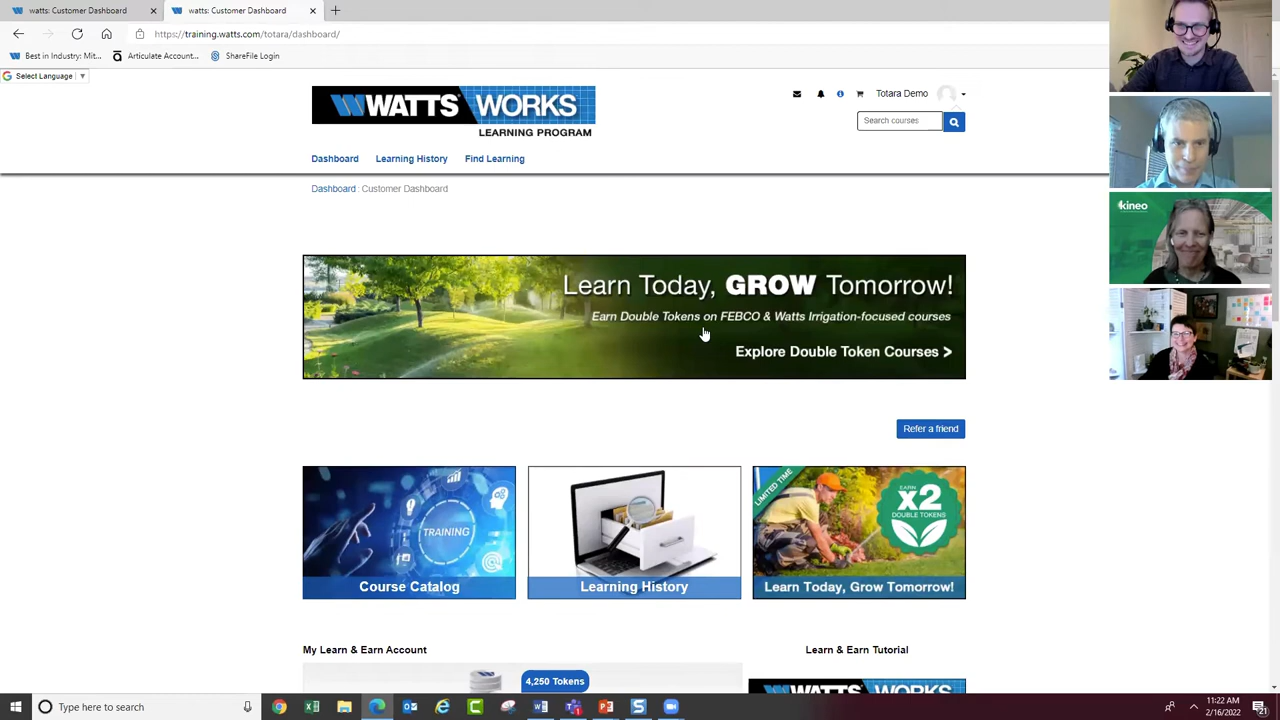 watts: Customer Dashboard
watts: Customer Dashboard
https://training.watts.com/totara/dashboard/
Best in Industry: Mit...
Articulate Account...
ShareFile Login
Select Language
WATTS WORKS
LEARNING PROGRAM
Totara Demo
Search courses
Dashboard
Learning History
Find Learning
Dashboard : Customer Dashboard
Learn Today, GROW Tomorrow!
Earn Double Tokens on FEBCO & Watts Irrigation-focused courses
Explore Double Token Courses >
Refer a friend
TRAINING
Course Catalog
Learning History
LIMITED TIME
EARN
X2
DOUBLE TOKENS
Learn Today, Grow Tomorrow!
My Learn & Earn Account
Learn & Earn Tutorial
4,250 Tokens
WATTS WORKS
kineo
Type here to search
11:22 AM
2/16/2022
21